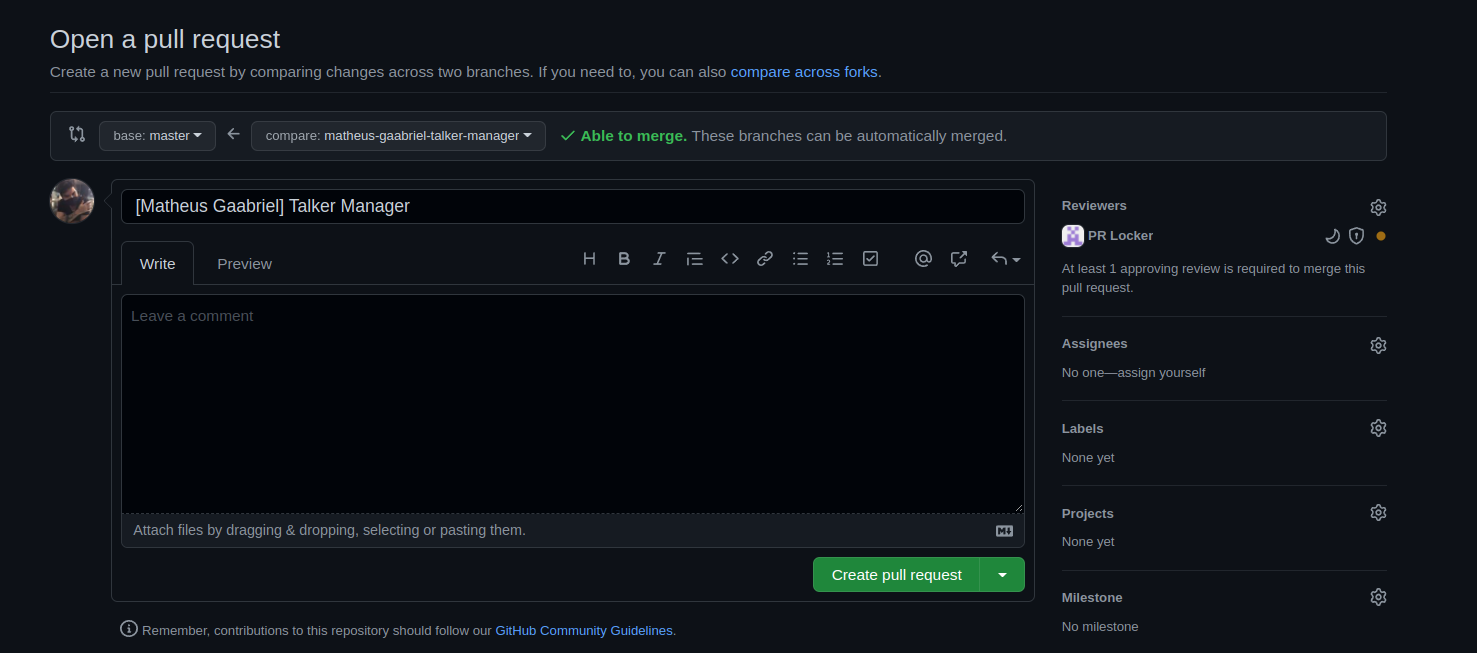 Open a pull request
Create a new pull request by comparing changes across two branches. If you need to, you can also compare across forks.
base: master
compare: matheus-gaabriel-talker-manager
Able to merge. These branches can be automatically merged.
[Matheus Gaabriel] Talker Manager
Write
Preview
Leave a comment
Attach files by dragging & dropping, selecting or pasting them.
Create pull request
Remember, contributions to this repository should follow our GitHub Community Guidelines.
Reviewers
PR Locker
At least 1 approving review is required to merge this
pull request.
Assignees
No one—assign yourself
Labels
None yet
Projects
None yet
Milestone
No milestone